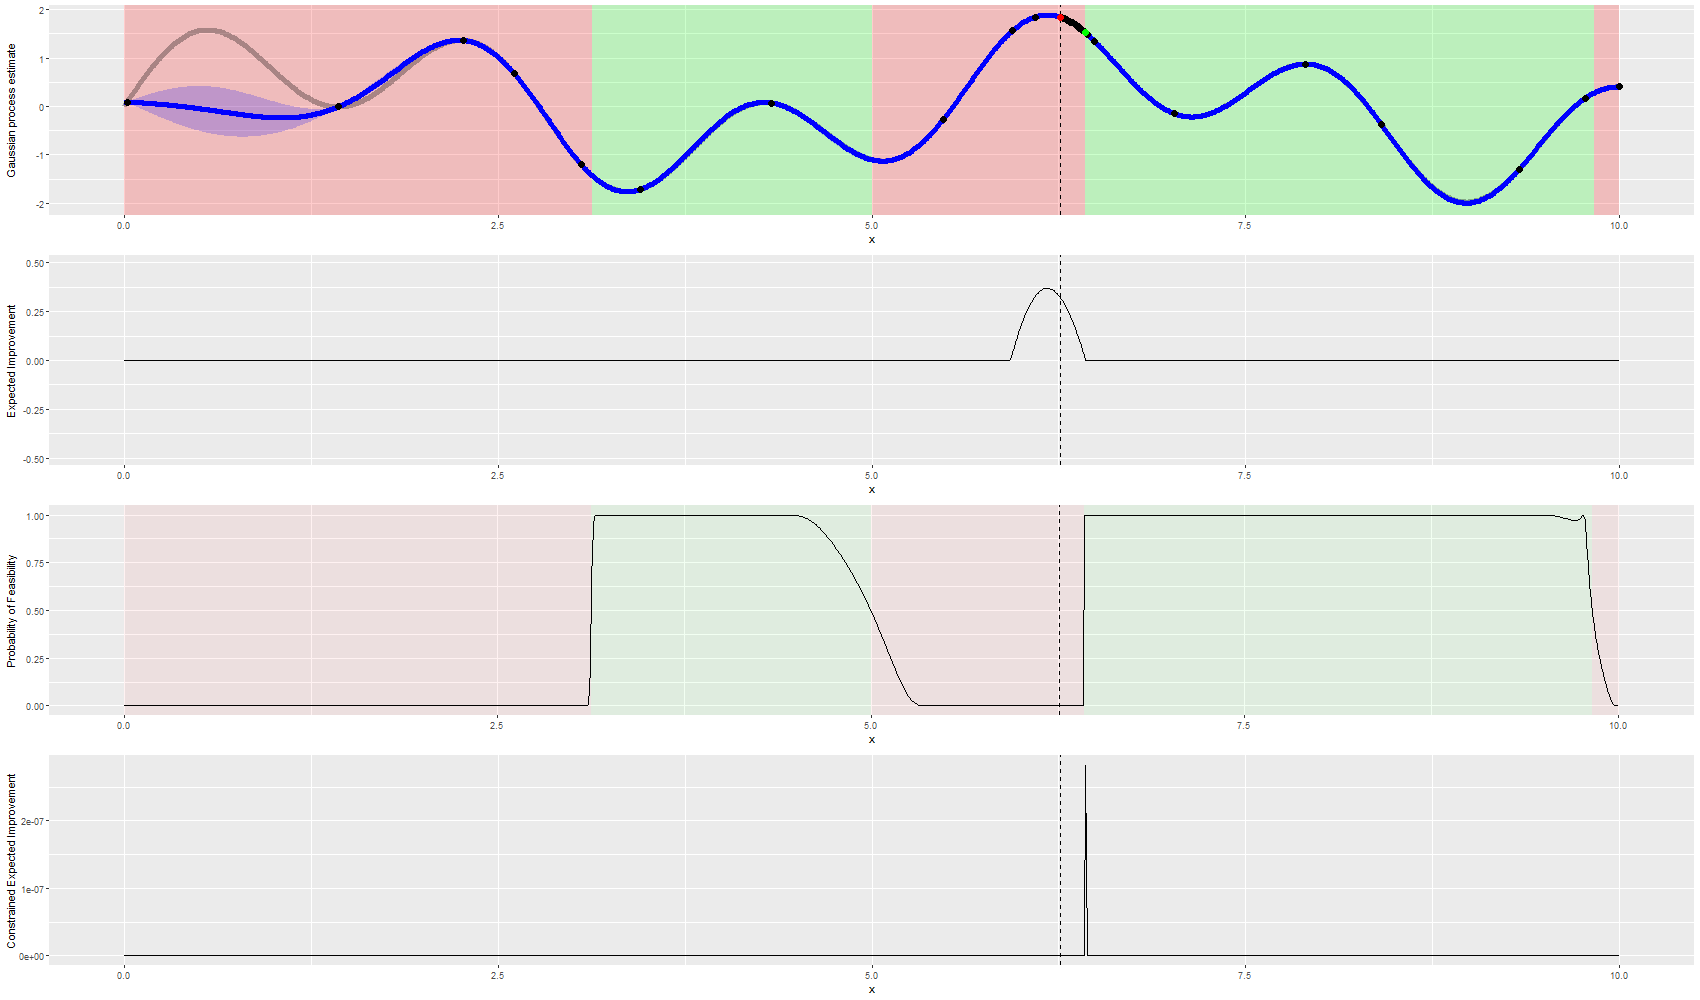 Gaussian process estimate
2
1
0
-1
-2
0.0 2.5 5.0 7.5 10.0
x
Expected Improvement
0.50
0.25
0.00
-0.25
-0.50
0.0 2.5 5.0 7.5 10.0
x
Probability of Feasibility
1.00
0.75
0.50
0.25
0.00
0.0 2.5 5.0 7.5 10.0
x
Constrained Expected Improvement
2e-07
1e-07
0e+00
0.0 2.5 5.0 7.5 10.0
x